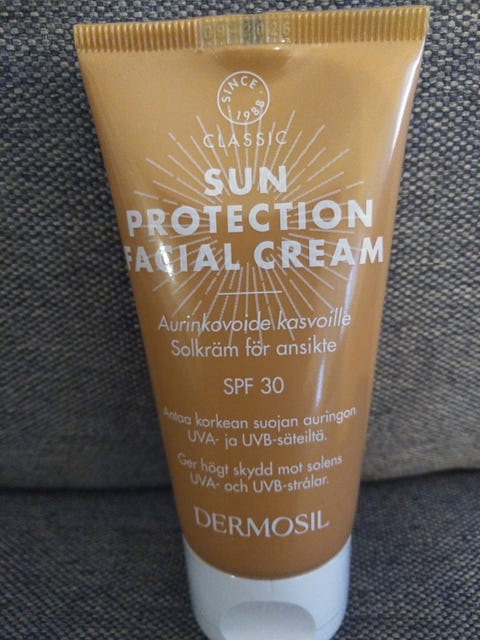 SINCE 1988
CLASSIC
SUN
PROTECTION
FACIAL CREAM
Aurinkovoide kasvoille
Solkräm för ansikte
SPF 30
Antaa korkean suojan auringon
UVA- ja UVB-säteiltä.
Ger högt skydd mot solens
UVA- och UVB-strålar.
DERMOSIL